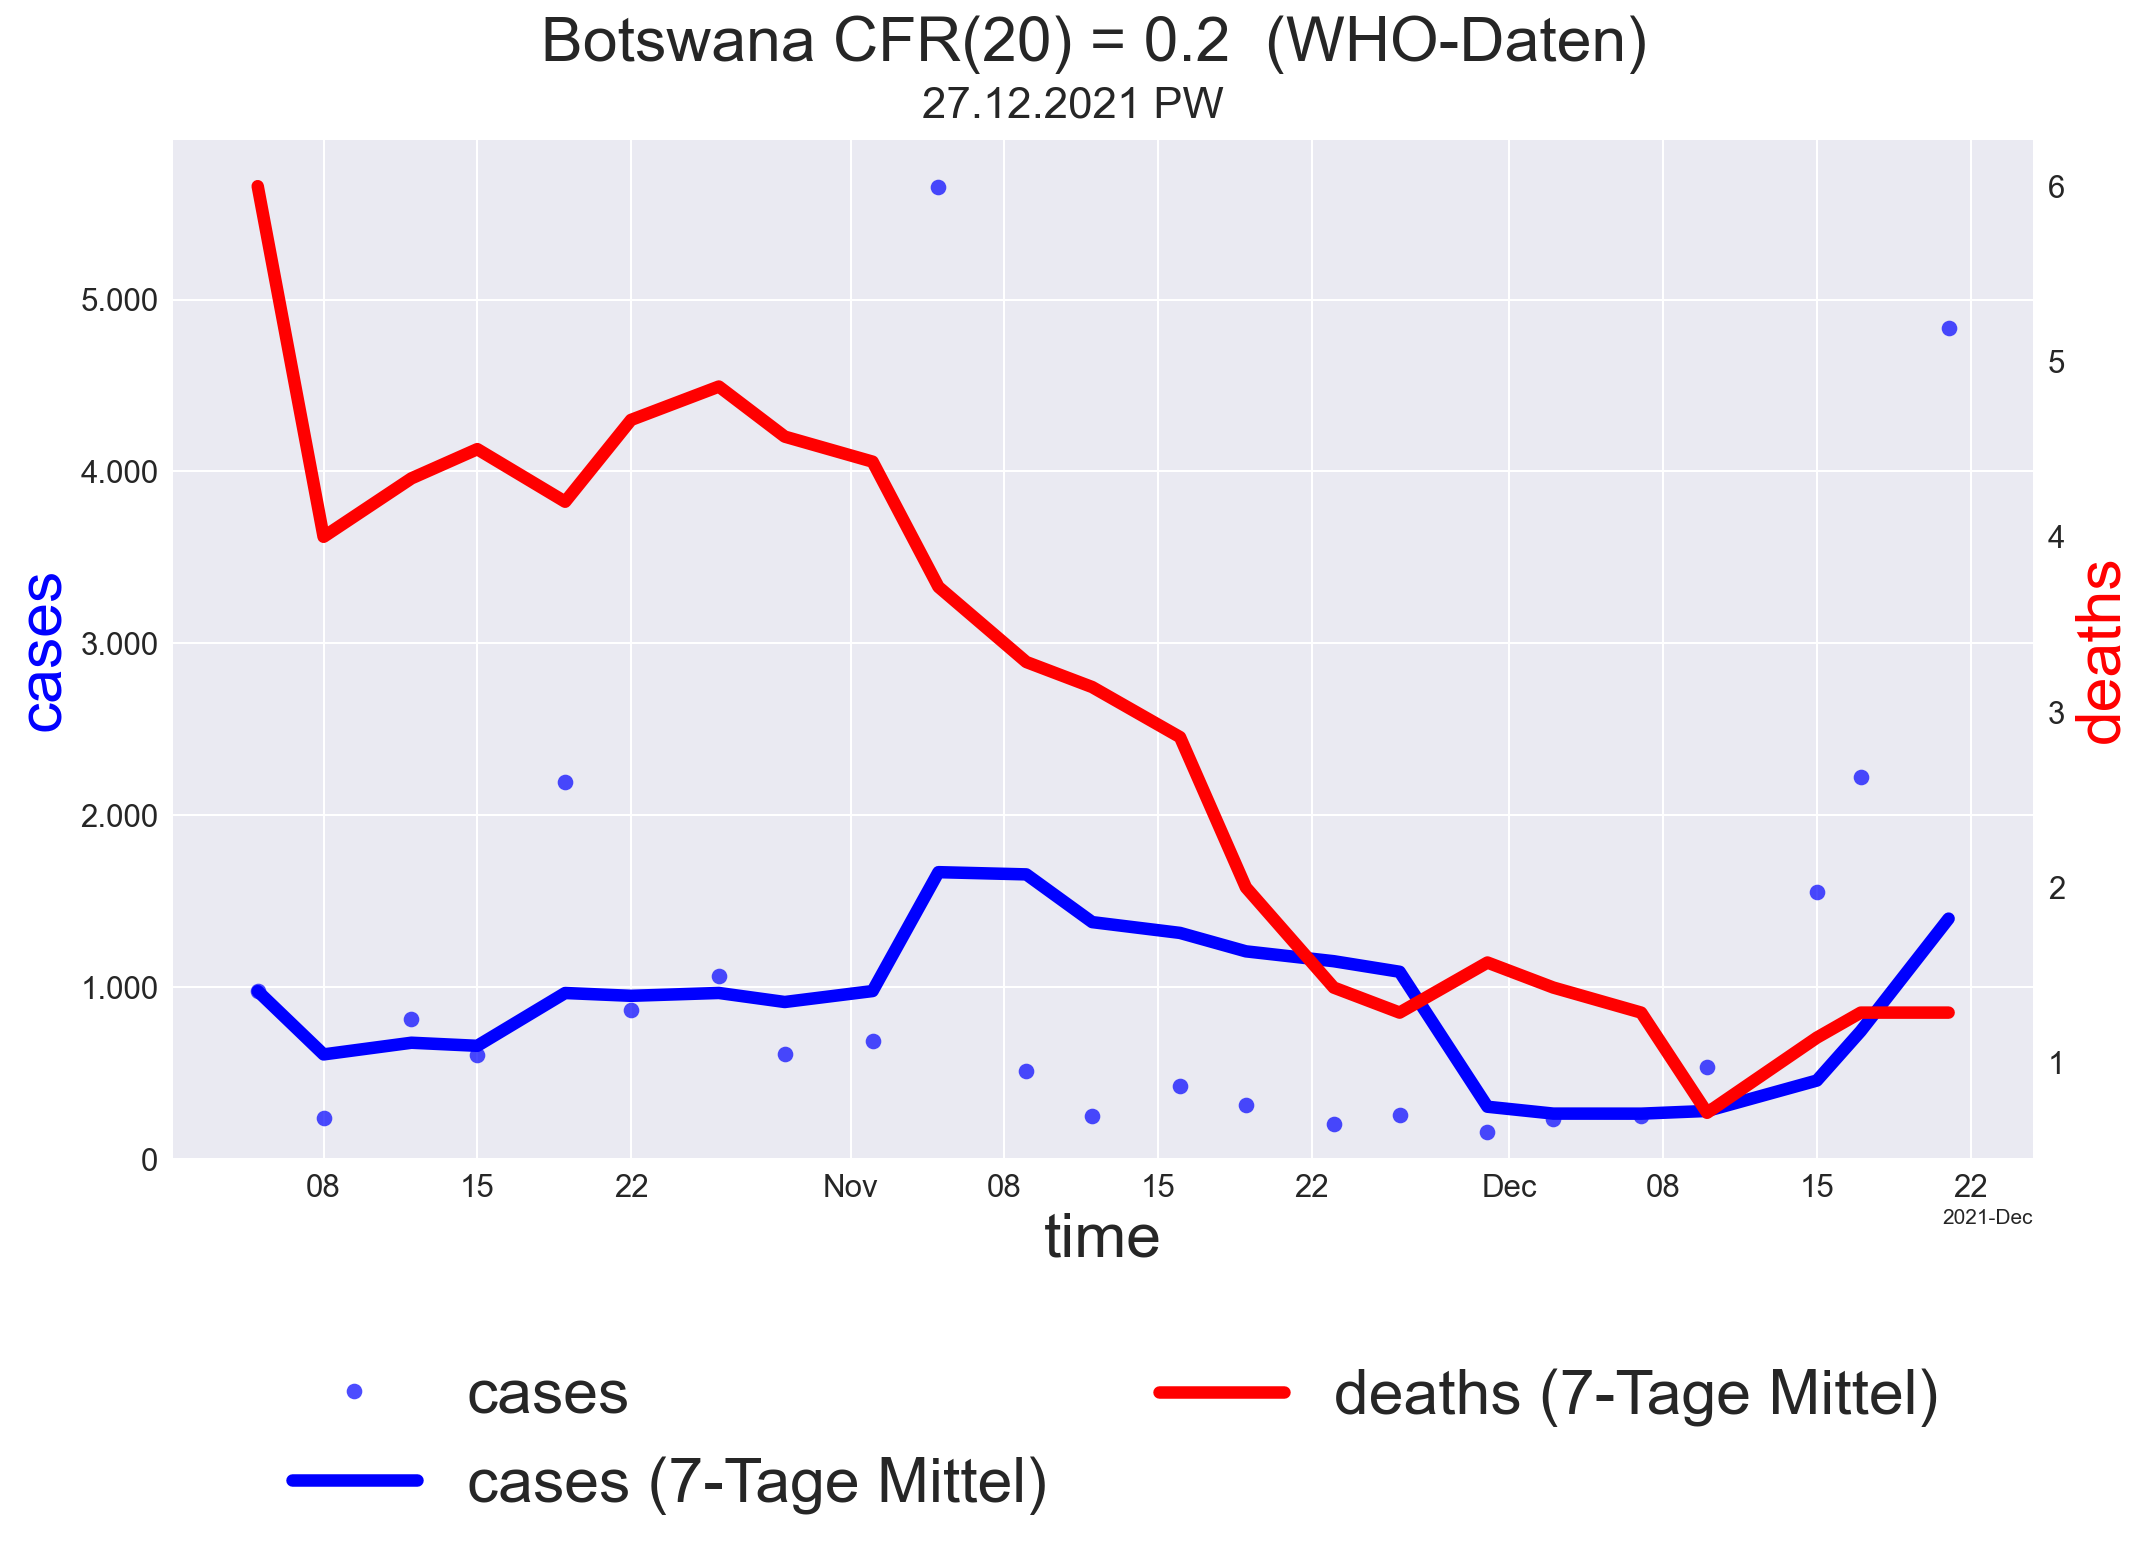 Botswana CFR(20) = 0.2  (WHO-Daten)
27.12.2021 PW
cases
5.000
4.000
3.000
2.000
1.000
0
6
5
4
3
2
1
deaths
08 15 22 Nov 08 15 22 Dec 08 15 22
2021-Dec
time
cases
cases (7-Tage Mittel)
deaths (7-Tage Mittel)